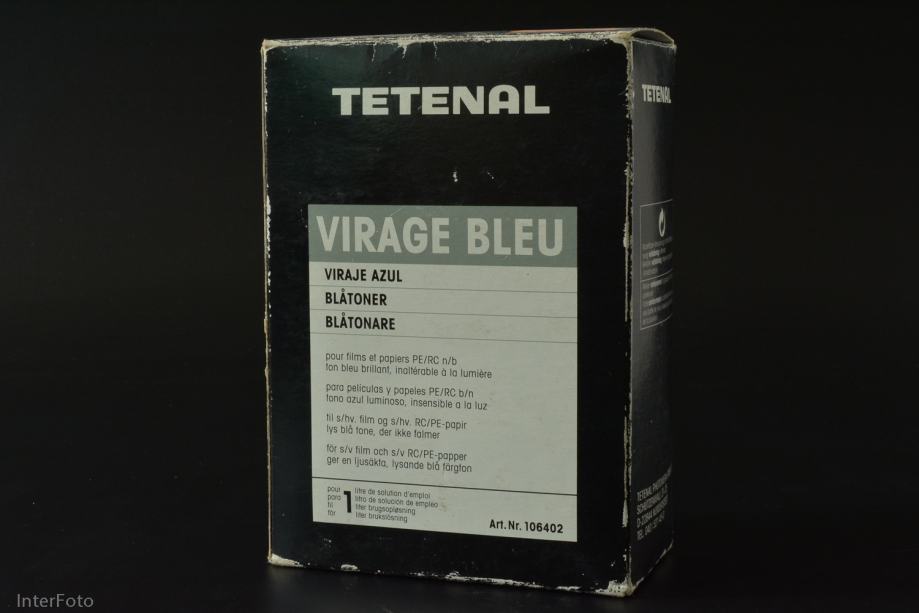 TETENAL
VIRAGE BLEU
VIRAJE AZUL
BLÅTONER
BLÅTONARE
pour films et papiers PE/RC n/b
ton bleu brillant, inaltérable à la lumière
para películas y papeles PE/RC b/n
tono azul luminoso, insensible a la luz
til s/hv. film og s/hv. RC/PE-papir
lys blå tone, der ikke falmer
för s/v film och s/v RC/PE-papper
ger en ljusäkta, lysande blå färgton
pour
para
til
för
1
litre de solution d'emploi
litro de solución de empleo
liter brugsopløsning
liter brukslösning
Art.Nr. 106402
TETENAL
TETENAL
InterFoto